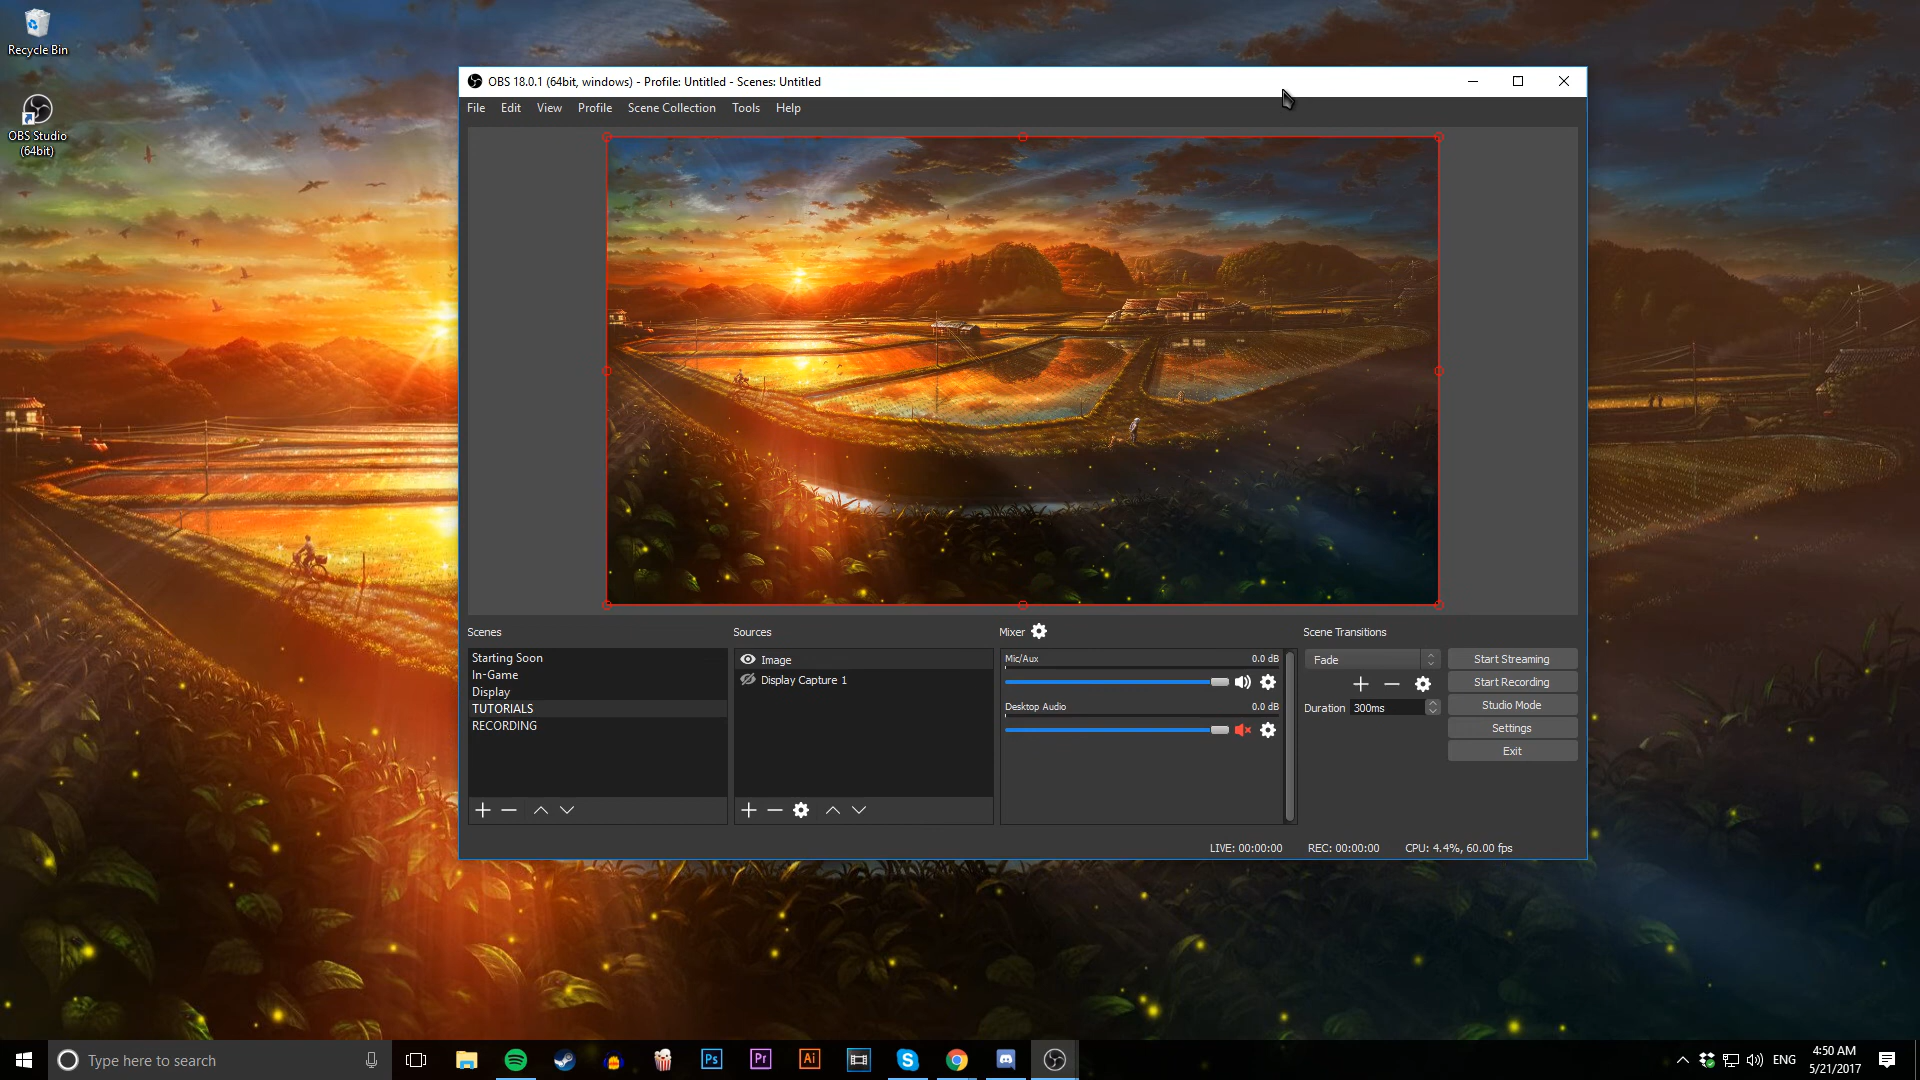 Recycle Bin
OBS Studio
(64bit)
OBS 18.0.1 (64bit, windows) - Profile: Untitled - Scenes: Untitled
File Edit View Profile Scene Collection Tools Help
Scenes
Starting Soon
In-Game
Display
TUTORIALS
RECORDING
Sources
Image
Display Capture 1
Mixer
Mic/Aux 0.0 dB
Desktop Audio 0.0 dB
Scene Transitions
Fade
Duration 300ms
Start Streaming
Start Recording
Studio Mode
Settings
Exit
LIVE: 00:00:00 REC: 00:00:00 CPU: 4.4%, 60.00 fps
Type here to search
Ps
Pr
Ai
ENG
4:50 AM
5/21/2017